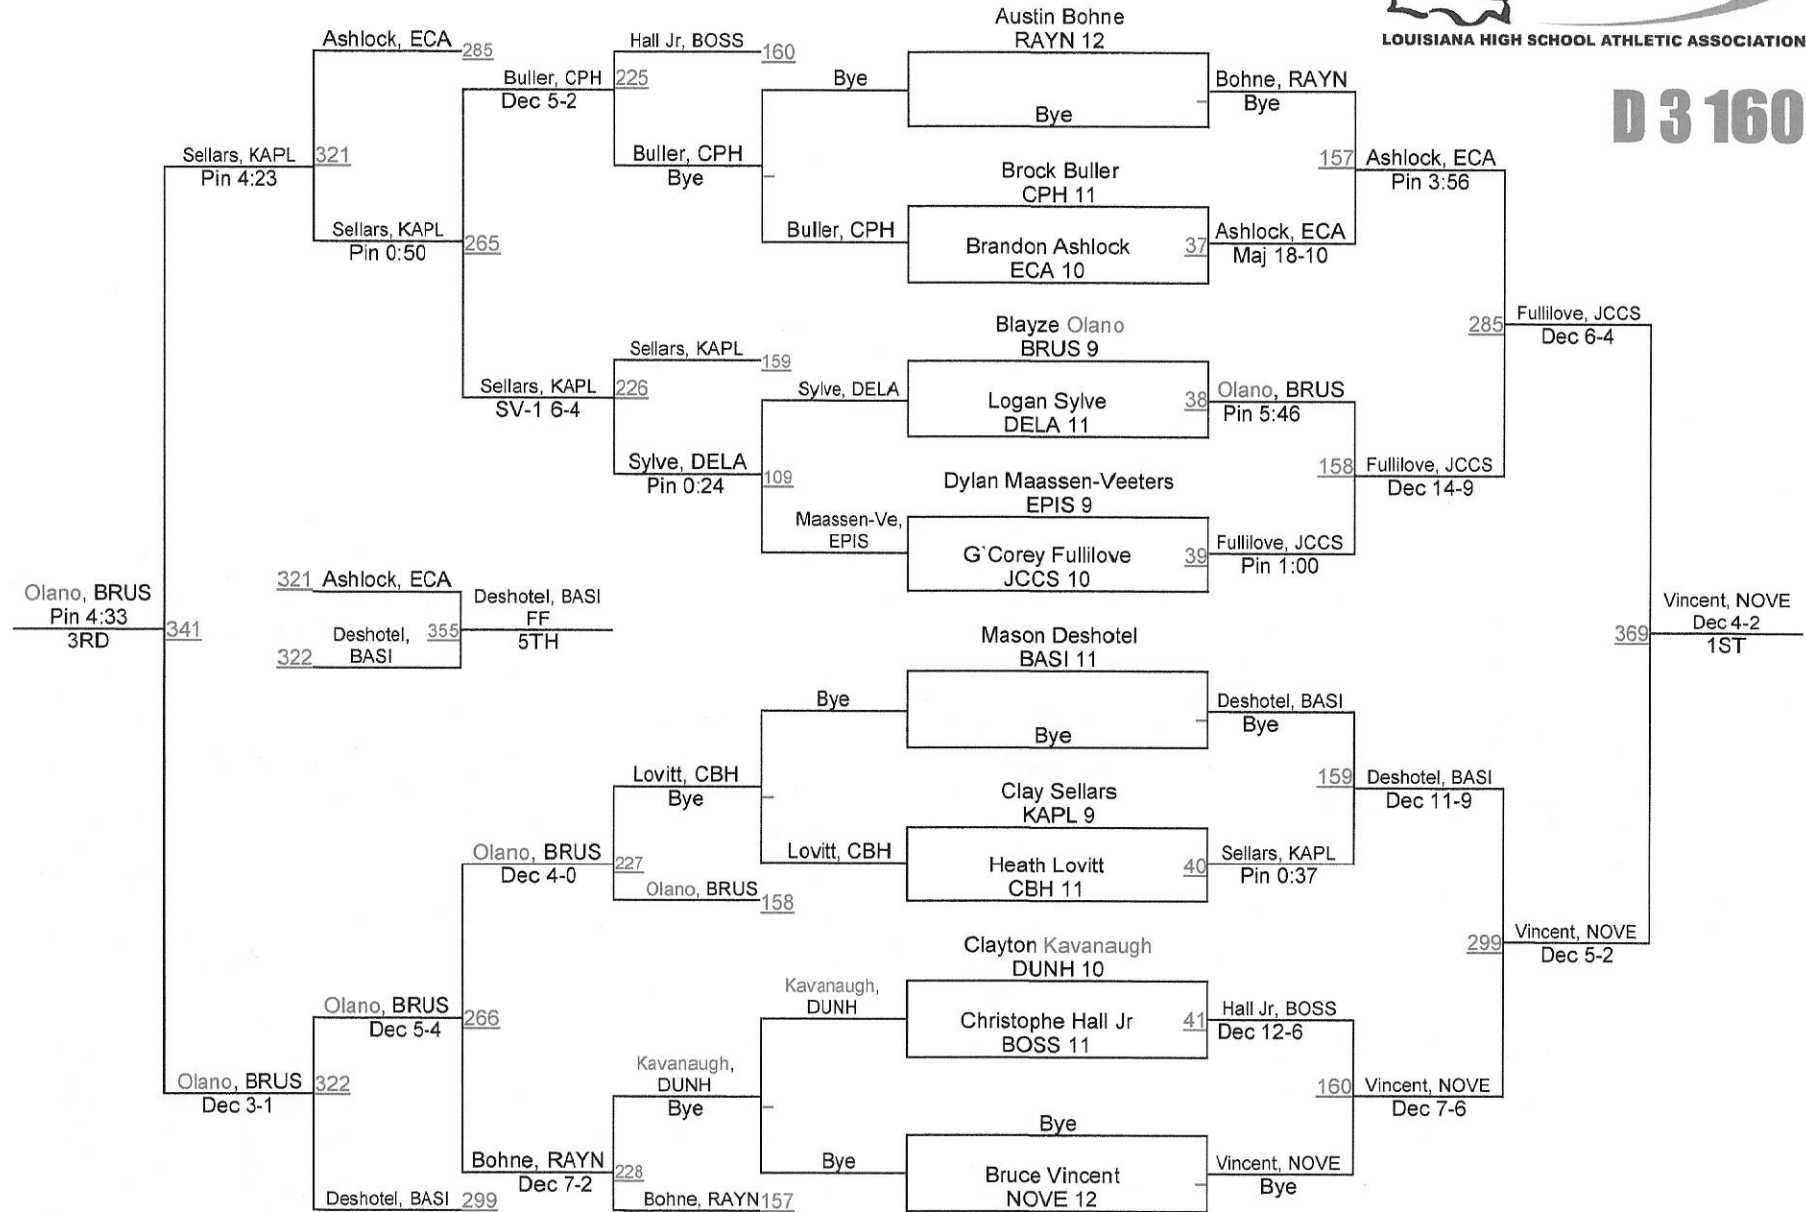 LOUISIANA HIGH SCHOOL ATHLETIC ASSOCIATION
D 3 160
Ashlock, ECA
285
Sellars, KAPL
Pin 4:23
321
Sellars, KAPL
Pin 0:50
265
Buller, CPH
Dec 5-2
Hall Jr, BOSS
160
225
Buller, CPH
Bye
Sellars, KAPL
SV-1 6-4
Sellars, KAPL
159
226
Sylve, DELA
Pin 0:24
109
Bye
Buller, CPH
Sylve, DELA
Maassen-Ve,
EPIS
Austin Bohne
RAYN 12
Bye
Bohne, RAYN
Bye
Brock Buller
CPH 11
Brandon Ashlock
ECA 10
37
Ashlock, ECA
Maj 18-10
157
Ashlock, ECA
Pin 3:56
Blayze Olano
BRUS 9
Logan Sylve
DELA 11
38
Olano, BRUS
Pin 5:46
Dylan Maassen-Veeters
EPIS 9
G`Corey Fullilove
JCCS 10
39
Fullilove, JCCS
Pin 1:00
158
Fullilove, JCCS
Dec 14-9
285
Fullilove, JCCS
Dec 6-4
Olano, BRUS
Pin 4:33
3RD
341
321
Ashlock, ECA
322
Deshotel,
BASI
355
Deshotel, BASI
FF
5TH
369
Vincent, NOVE
Dec 4-2
1ST
Mason Deshotel
BASI 11
Bye
Deshotel, BASI
Bye
Clay Sellars
KAPL 9
Heath Lovitt
CBH 11
40
Sellars, KAPL
Pin 0:37
159
Deshotel, BASI
Dec 11-9
Bye
Lovitt, CBH
Lovitt, CBH
Bye
Olano, BRUS
Dec 4-0
227
Olano, BRUS
158
Clayton Kavanaugh
DUNH 10
Christophe Hall Jr
BOSS 11
41
Hall Jr, BOSS
Dec 12-6
299
Vincent, NOVE
Dec 5-2
Kavanaugh,
DUNH
Bye
Kavanaugh,
DUNH
Bye
Bye
Bruce Vincent
NOVE 12
Vincent, NOVE
Bye
160
Vincent, NOVE
Dec 7-6
Olano, BRUS
Dec 5-4
266
Olano, BRUS
Dec 3-1
322
Bohne, RAYN
Dec 7-2
228
Bohne, RAYN
157
Deshotel, BASI
299